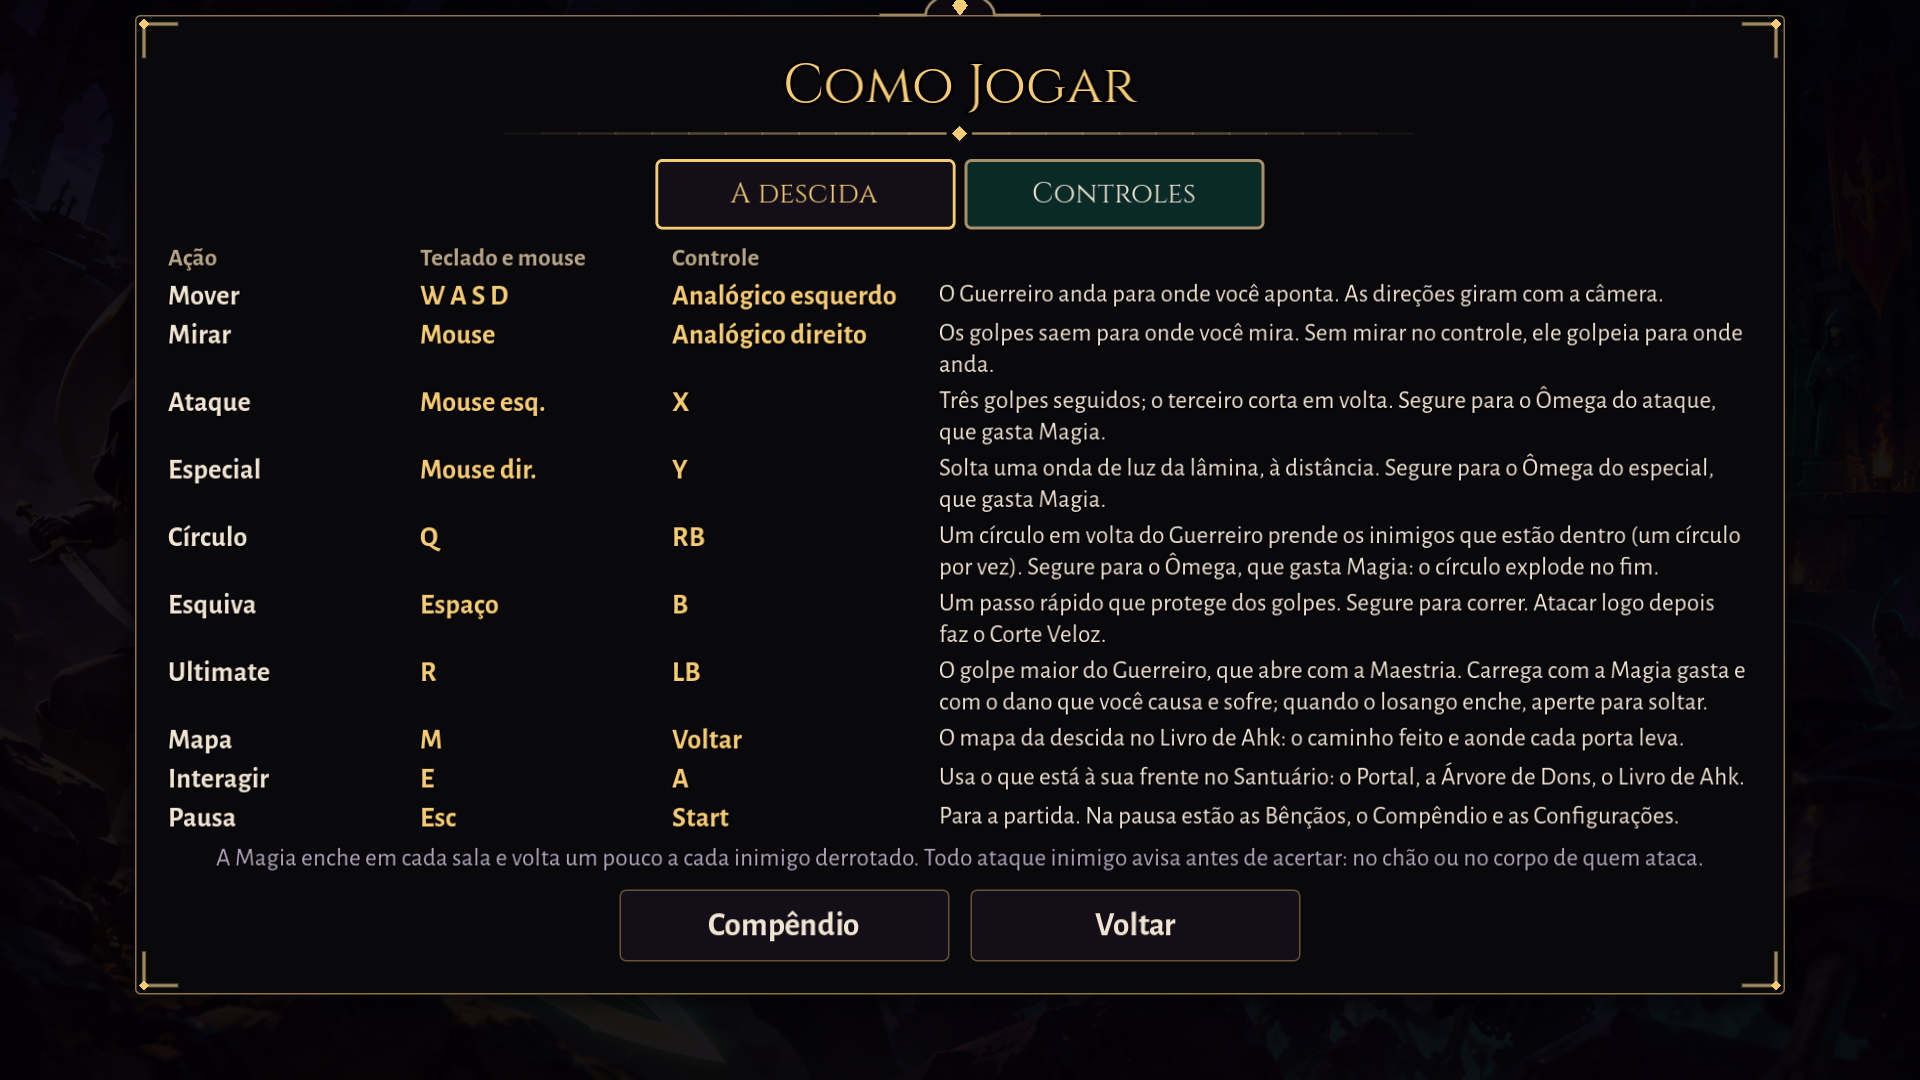 Como Jogar
A descida
Controles
Ação Teclado e mouse Controle
Mover W A S D Analógico esquerdo O Guerreiro anda para onde você aponta. As direções giram com a câmera.
Mirar Mouse Analógico direito Os golpes saem para onde você mira. Sem mirar no controle, ele golpeia para onde
anda.
Ataque Mouse esq. X Três golpes seguidos; o terceiro corta em volta. Segure para o Ômega do ataque,
que gasta Magia.
Especial Mouse dir. Y Solta uma onda de luz da lâmina, à distância. Segure para o Ômega do especial,
que gasta Magia.
Círculo Q RB Um círculo em volta do Guerreiro prende os inimigos que estão dentro (um círculo
por vez). Segure para o Ômega, que gasta Magia: o círculo explode no fim.
Esquiva Espaço B Um passo rápido que protege dos golpes. Segure para correr. Atacar logo depois
faz o Corte Veloz.
Ultimate R LB O golpe maior do Guerreiro, que abre com a Maestria. Carrega com a Magia gasta e
com o dano que você causa e sofre; quando o losango enche, aperte para soltar.
Mapa M Voltar O mapa da descida no Livro de Ahk: o caminho feito e aonde cada porta leva.
Interagir E A Usa o que está à sua frente no Santuário: o Portal, a Árvore de Dons, o Livro de Ahk.
Pausa Esc Start Para a partida. Na pausa estão as Bênçãos, o Compêndio e as Configurações.
A Magia enche em cada sala e volta um pouco a cada inimigo derrotado. Todo ataque inimigo avisa antes de acertar: no chão ou no corpo de quem ataca.
Compêndio
Voltar